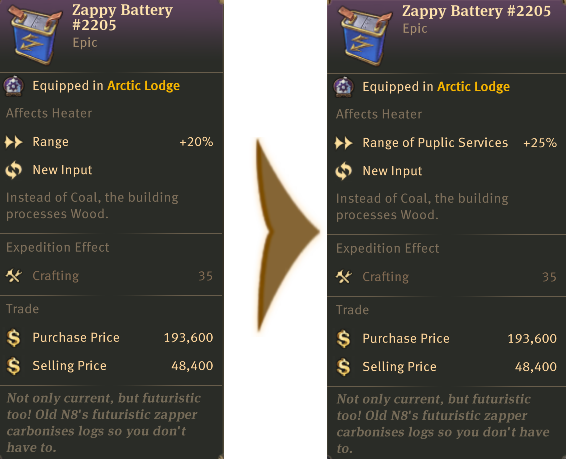 Zappy Battery
#2205
Epic
Equipped in Arctic Lodge
Affects Heater
Range +20%
New Input
Instead of Coal, the building
processes Wood.
Expedition Effect
Crafting 35
Trade
Purchase Price 193,600
Selling Price 48,400
Not only current, but futuristic
too! Old N8's futuristic zapper
carbonises logs so you don't
have to.
Zappy Battery #2205
Epic
Equipped in Arctic Lodge
Affects Heater
Range of Puplic Services +25%
New Input
Instead of Coal, the building
processes Wood.
Expedition Effect
Crafting 35
Trade
Purchase Price 193,600
Selling Price 48,400
Not only current, but futuristic
too! Old N8's futuristic zapper
carbonises logs so you don't have
to.